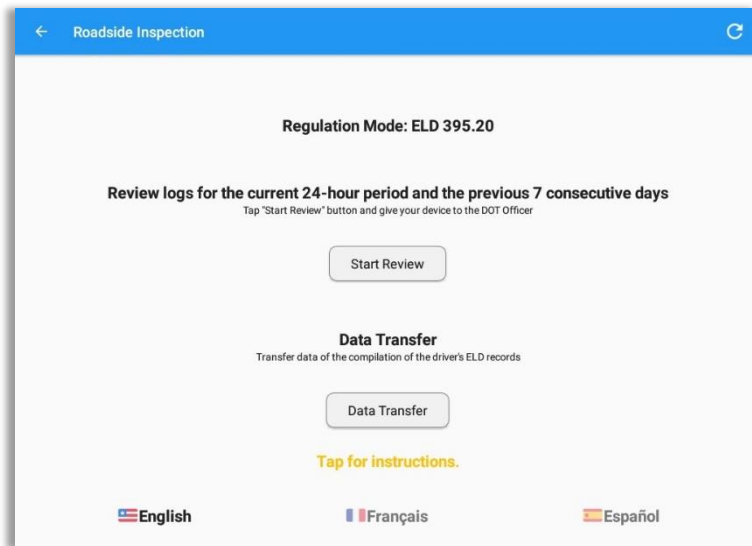 Roadside Inspection
Regulation Mode: ELD 395.20
Review logs for the current 24-hour period and the previous 7 consecutive days
Tap "Start Review" button and give your device to the DOT Officer
Start Review
Data Transfer
Transfer data of the compilation of the driver's ELD records
Data Transfer
Tap for instructions.
English Français Español